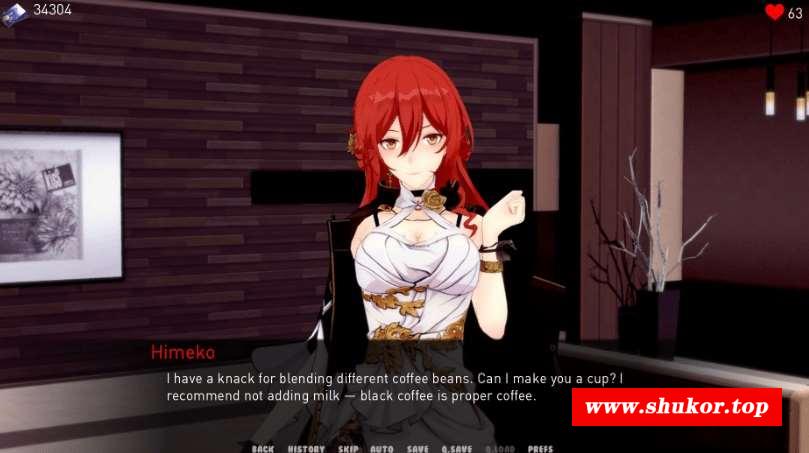 34304
63
Himeko
I have a knack for blending different coffee beans. Can I make you a cup? I
recommend not adding milk — black coffee is proper coffee.
www.shukor.top
BACK HISTORY SKIP AUTO SAVE Q.SAVE Q.LOAD PREFS